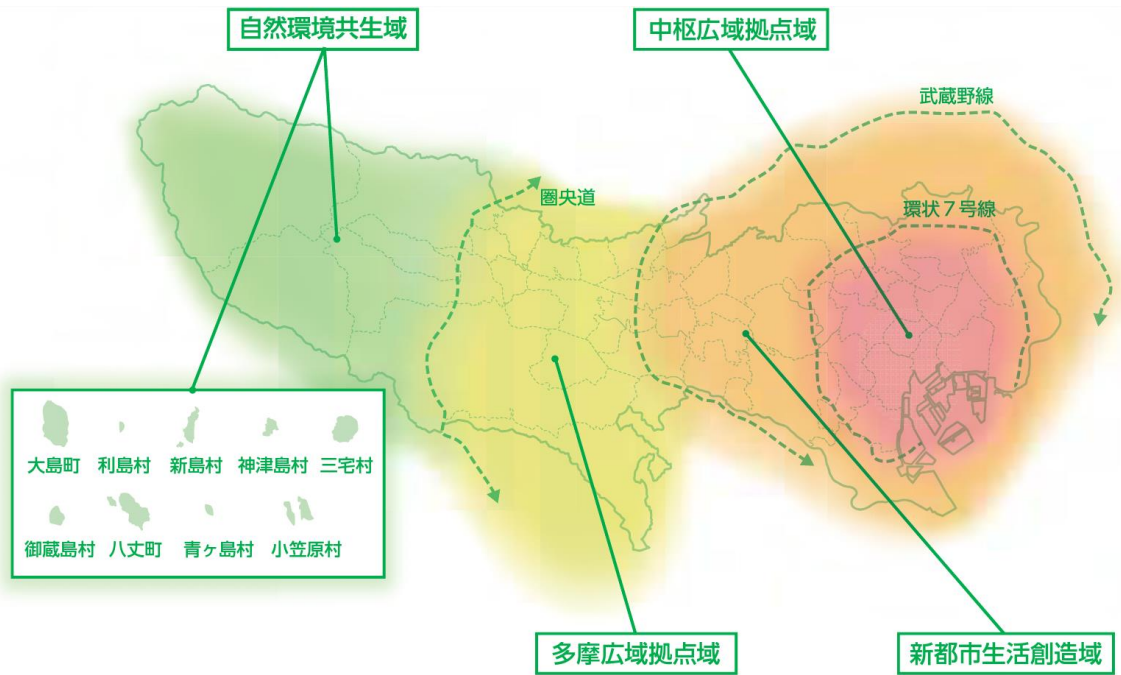 自然環境共生域
中枢広域拠点域
武蔵野線
圏央道
環状7号線
大島町
利島村
新島村
神津島村
三宅村
御蔵島村
八丈町
青ヶ島村
小笠原村
多摩広域拠点域
新都市生活創造域